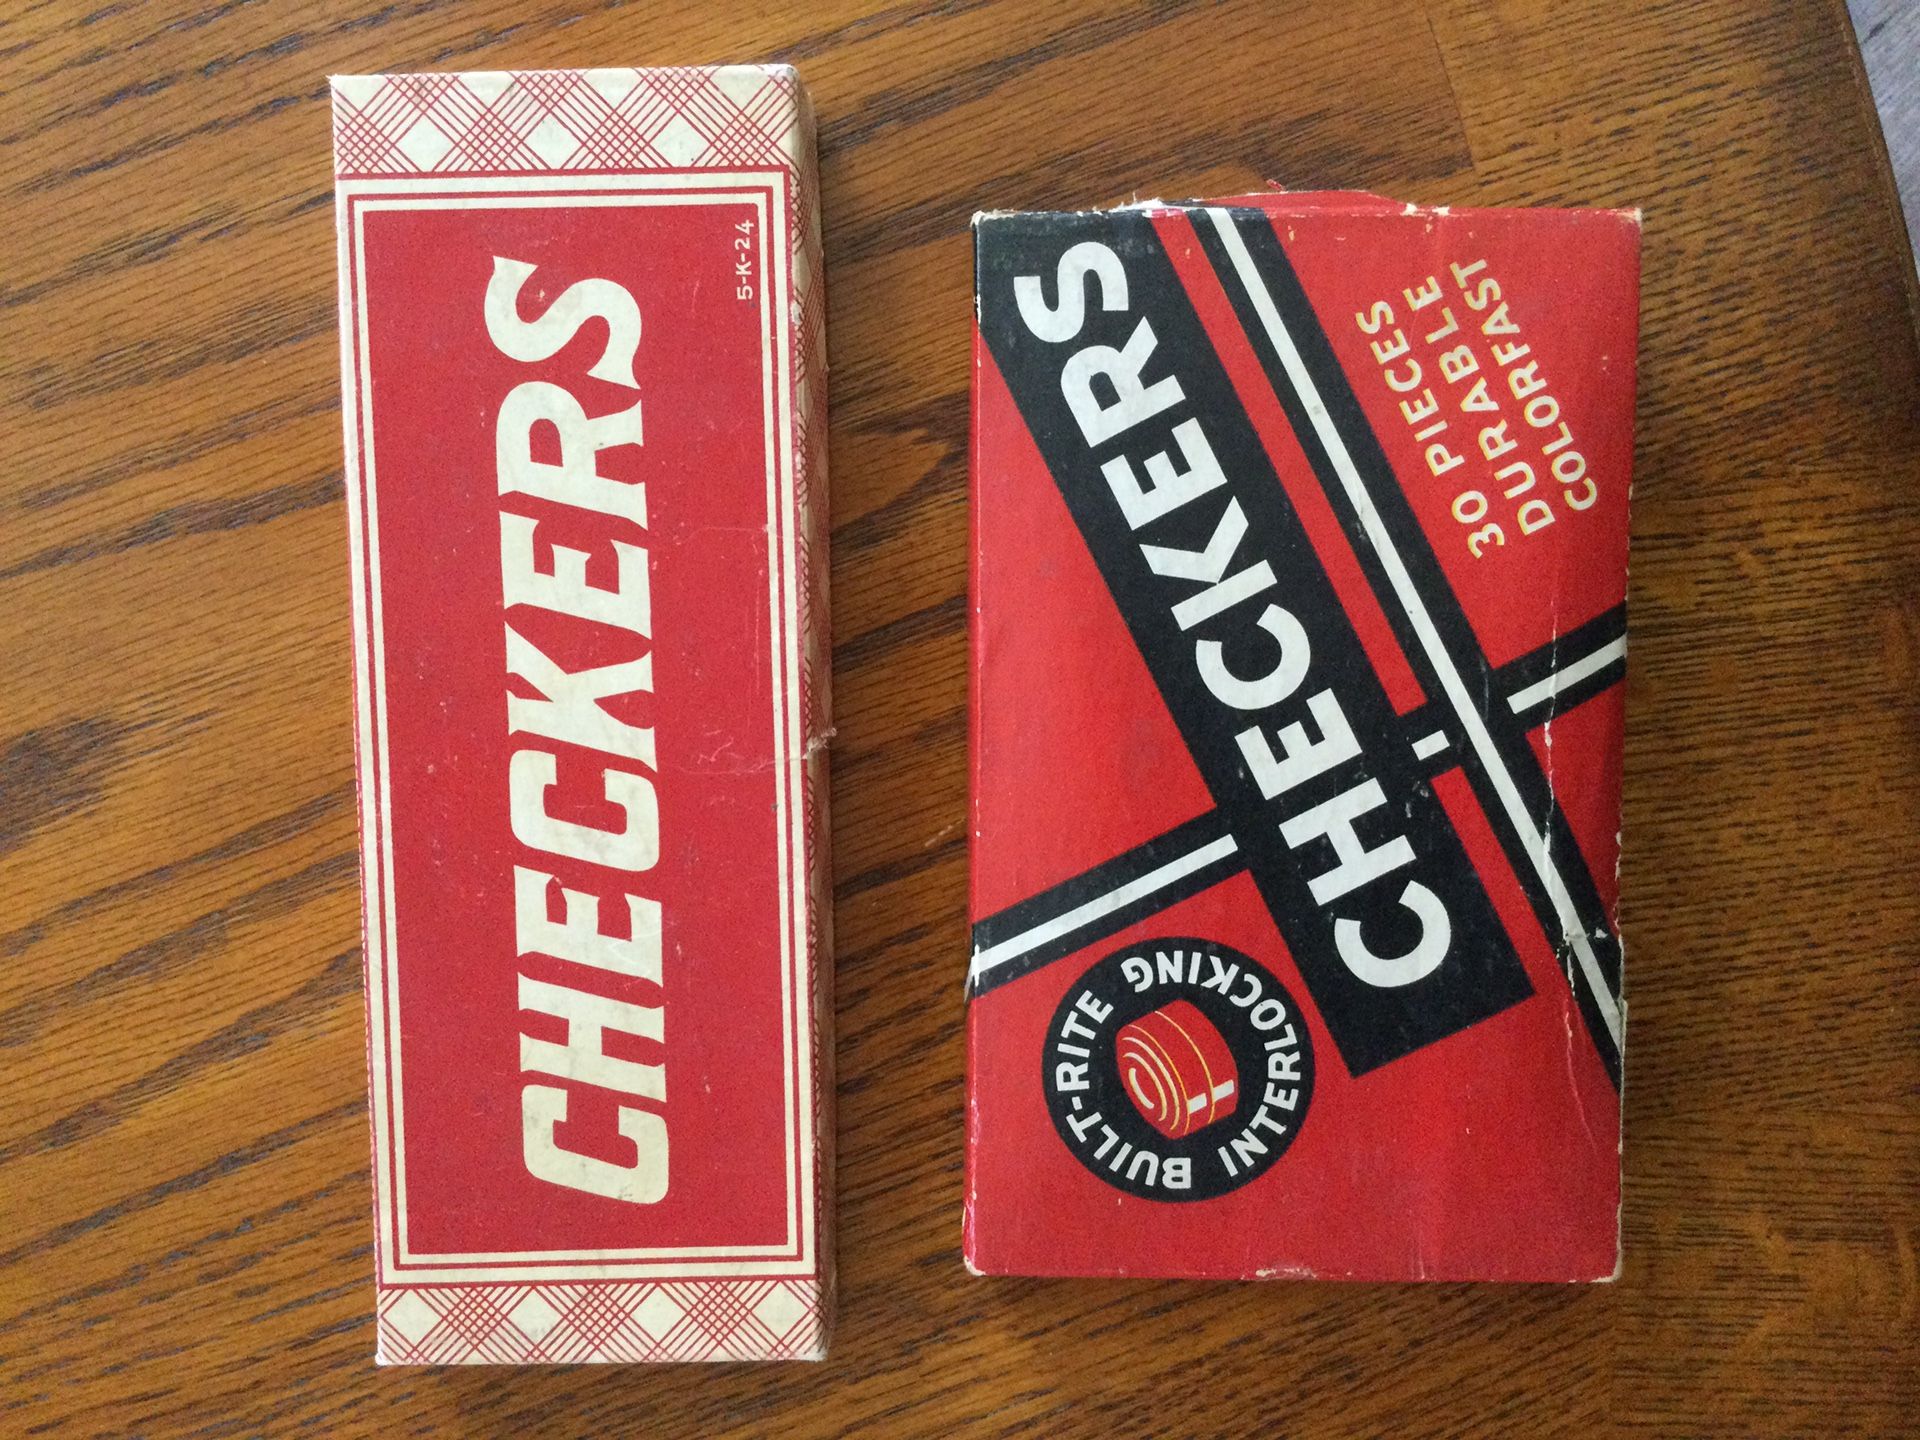 CHECKERS
5-K-24
CHECKERS
30 PIECES
DURABLE
COLORFAST
BUILT-RITE INTERLOCKING